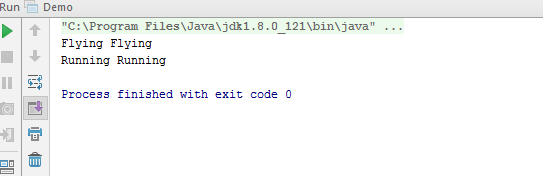 Run Demo
"C:\Program Files\Java\jdk1.8.0_121\bin\java" ...
Flying Flying
Running Running
Process finished with exit code 0